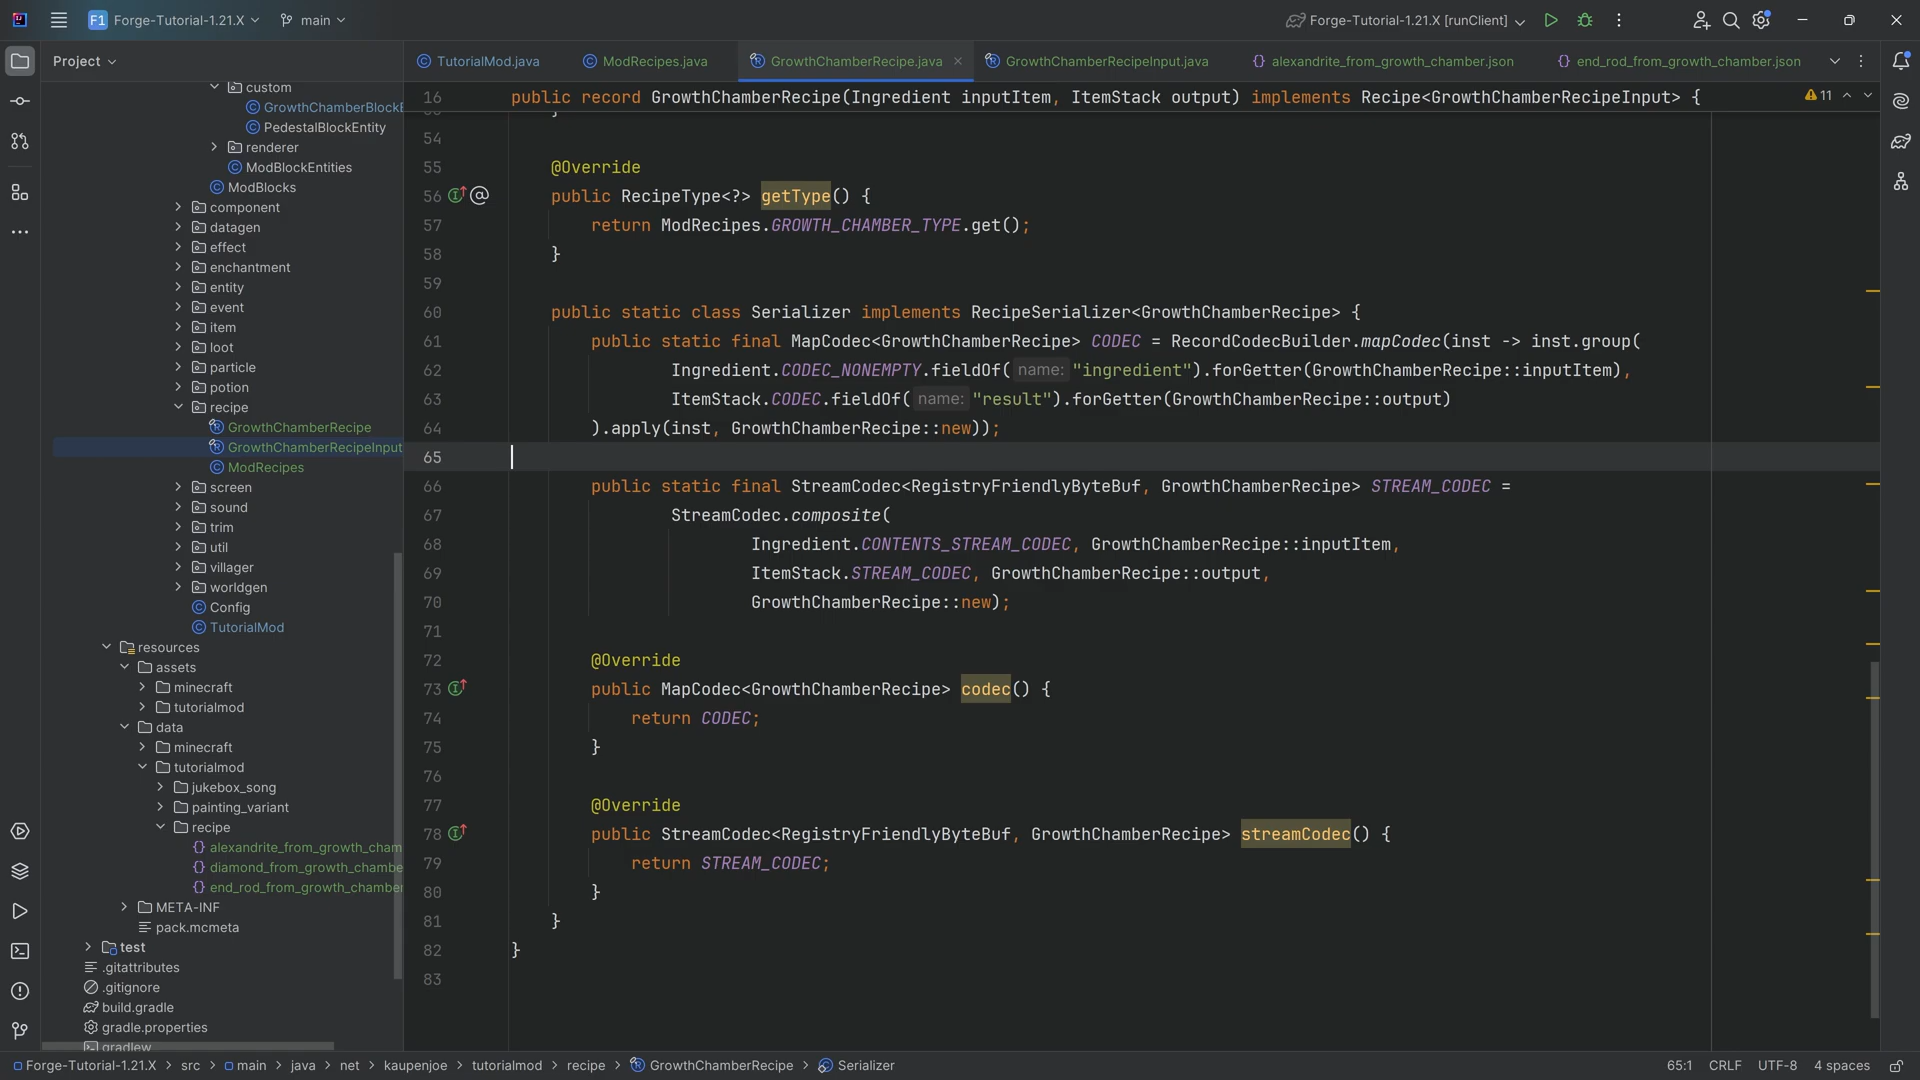 F1 Forge-Tutorial-1.21.X main Forge-Tutorial-1.21.X [runClient]
Project
TutorialMod.java ModRecipes.java GrowthChamberRecipe.java GrowthChamberRecipeInput.java alexandrite_from_growth_chamber.json end_rod_from_growth_chamber.json
custom
GrowthChamberBlockE
PedestalBlockEntity
renderer
ModBlockEntities
ModBlocks
component
datagen
effect
enchantment
entity
event
item
loot
particle
potion
recipe
GrowthChamberRecipe
GrowthChamberRecipeInput
ModRecipes
screen
sound
trim
util
villager
worldgen
Config
TutorialMod
resources
assets
minecraft
tutorialmod
data
minecraft
tutorialmod
jukebox_song
painting_variant
recipe
alexandrite_from_growth_cham
diamond_from_growth_chambe
end_rod_from_growth_chamber
META-INF
pack.mcmeta
test
.gitattributes
.gitignore
build.gradle
gradle.properties
gradlew
16 public record GrowthChamberRecipe(Ingredient inputItem, ItemStack output) implements Recipe<GrowthChamberRecipeInput> { 11
}
54
55 @Override
56 public RecipeType<?> getType() {
57 return ModRecipes.GROWTH_CHAMBER_TYPE.get();
58 }
59
60 public static class Serializer implements RecipeSerializer<GrowthChamberRecipe> {
61 public static final MapCodec<GrowthChamberRecipe> CODEC = RecordCodecBuilder.mapCodec(inst -> inst.group(
62 Ingredient.CODEC_NONEMPTY.fieldOf( name: "ingredient").forGetter(GrowthChamberRecipe::inputItem),
63 ItemStack.CODEC.fieldOf( name: "result").forGetter(GrowthChamberRecipe::output)
64 ).apply(inst, GrowthChamberRecipe::new));
65
66 public static final StreamCodec<RegistryFriendlyByteBuf, GrowthChamberRecipe> STREAM_CODEC =
67 StreamCodec.composite(
68 Ingredient.CONTENTS_STREAM_CODEC, GrowthChamberRecipe::inputItem,
69 ItemStack.STREAM_CODEC, GrowthChamberRecipe::output,
70 GrowthChamberRecipe::new);
71
72 @Override
73 public MapCodec<GrowthChamberRecipe> codec() {
74 return CODEC;
75 }
76
77 @Override
78 public StreamCodec<RegistryFriendlyByteBuf, GrowthChamberRecipe> streamCodec() {
79 return STREAM_CODEC;
80 }
81 }
82 }
83
Forge-Tutorial-1.21.X > src > main > java > net > kaupenjoe > tutorialmod > recipe > GrowthChamberRecipe > Serializer 65:1 CRLF UTF-8 4 spaces